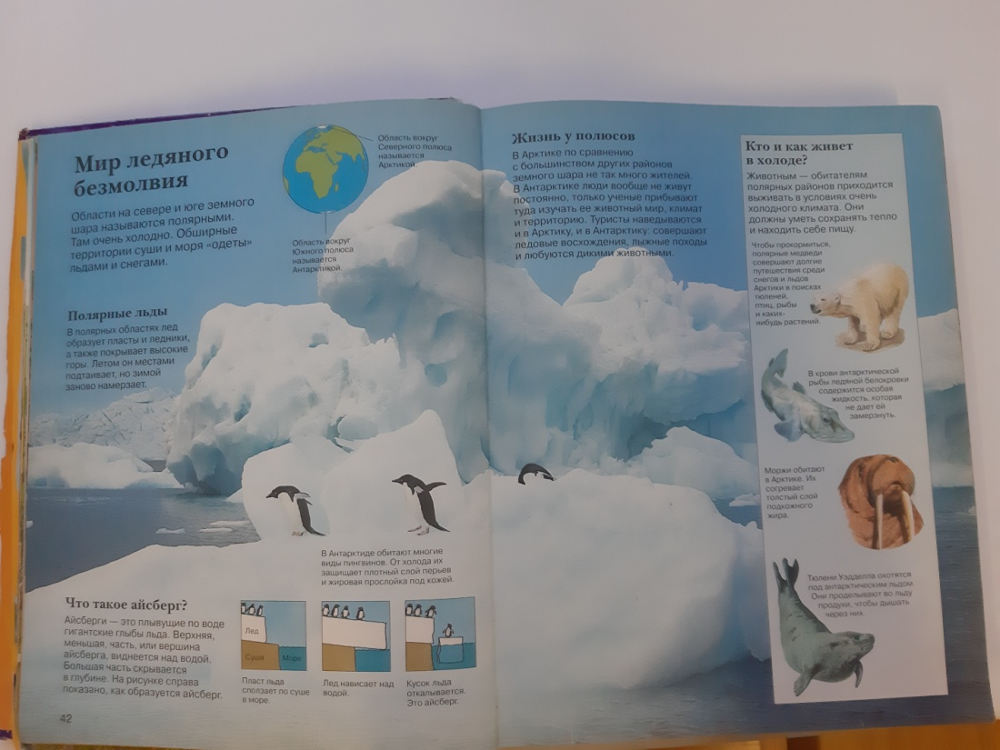 Мир ледяного
безмолвия
Области на севере и юге земного
шара называются полярными.
Там очень холодно. Обширные
территории суши и моря «одеты»
льдами и снегами.
Область вокруг
Северного полюса
называется
Арктикой.
Область вокруг
Южного полюса
называется
Антарктикой.
Полярные льды
В полярных областях лед
образует пласты и ледники,
а также покрывает высокие
горы. Летом он местами
подтаивает, но зимой
заново намерзает.
В Антарктиде обитают многие
виды пингвинов. От холода их
защищает плотный слой перьев
и жировая прослойка под кожей.
Что такое айсберг?
Айсберги — это плывущие по воде
гигантские глыбы льда. Верхняя,
меньшая, часть, или вершина
айсберга, виднеется над водой.
Большая часть скрывается
в глубине. На рисунке справа
показано, как образуется айсберг.
Лед
Суша
Море
Пласт льда
сползает по суше
в море.
Лед нависает над
водой.
Кусок льда
откалывается.
Это айсберг.
42
Жизнь у полюсов
В Арктике по сравнению
с большинством других районов
земного шара не так много жителей.
В Антарктике люди вообще не живут
постоянно, только ученые прибывают
туда изучать ее животный мир, климат
и территорию. Туристы наведываются
и в Арктику, и в Антарктику: совершают
ледовые восхождения, лыжные походы
и любуются дикими животными.
Кто и как живет
в холоде?
Животным — обитателям
полярных районов приходится
выживать в условиях очень
холодного климата. Они
должны уметь сохранять тепло
и находить себе пищу.
Чтобы прокормиться,
полярные медведи
совершают долгие
путешествия среди
снегов и льдов
Арктики в поисках
тюленей,
птиц, рыбы
и каких-
нибудь растений.
В крови антарктической
рыбы ледяной белокровки
содержится особая
жидкость, которая
не дает ей
замерзнуть.
Моржи обитают
в Арктике. Их
согревает
толстый слой
подкожного
жира.
Тюлени Уэдделла охотятся
под антарктическим льдом.
Они проделывают во льду
продухи, чтобы дышать
через них.